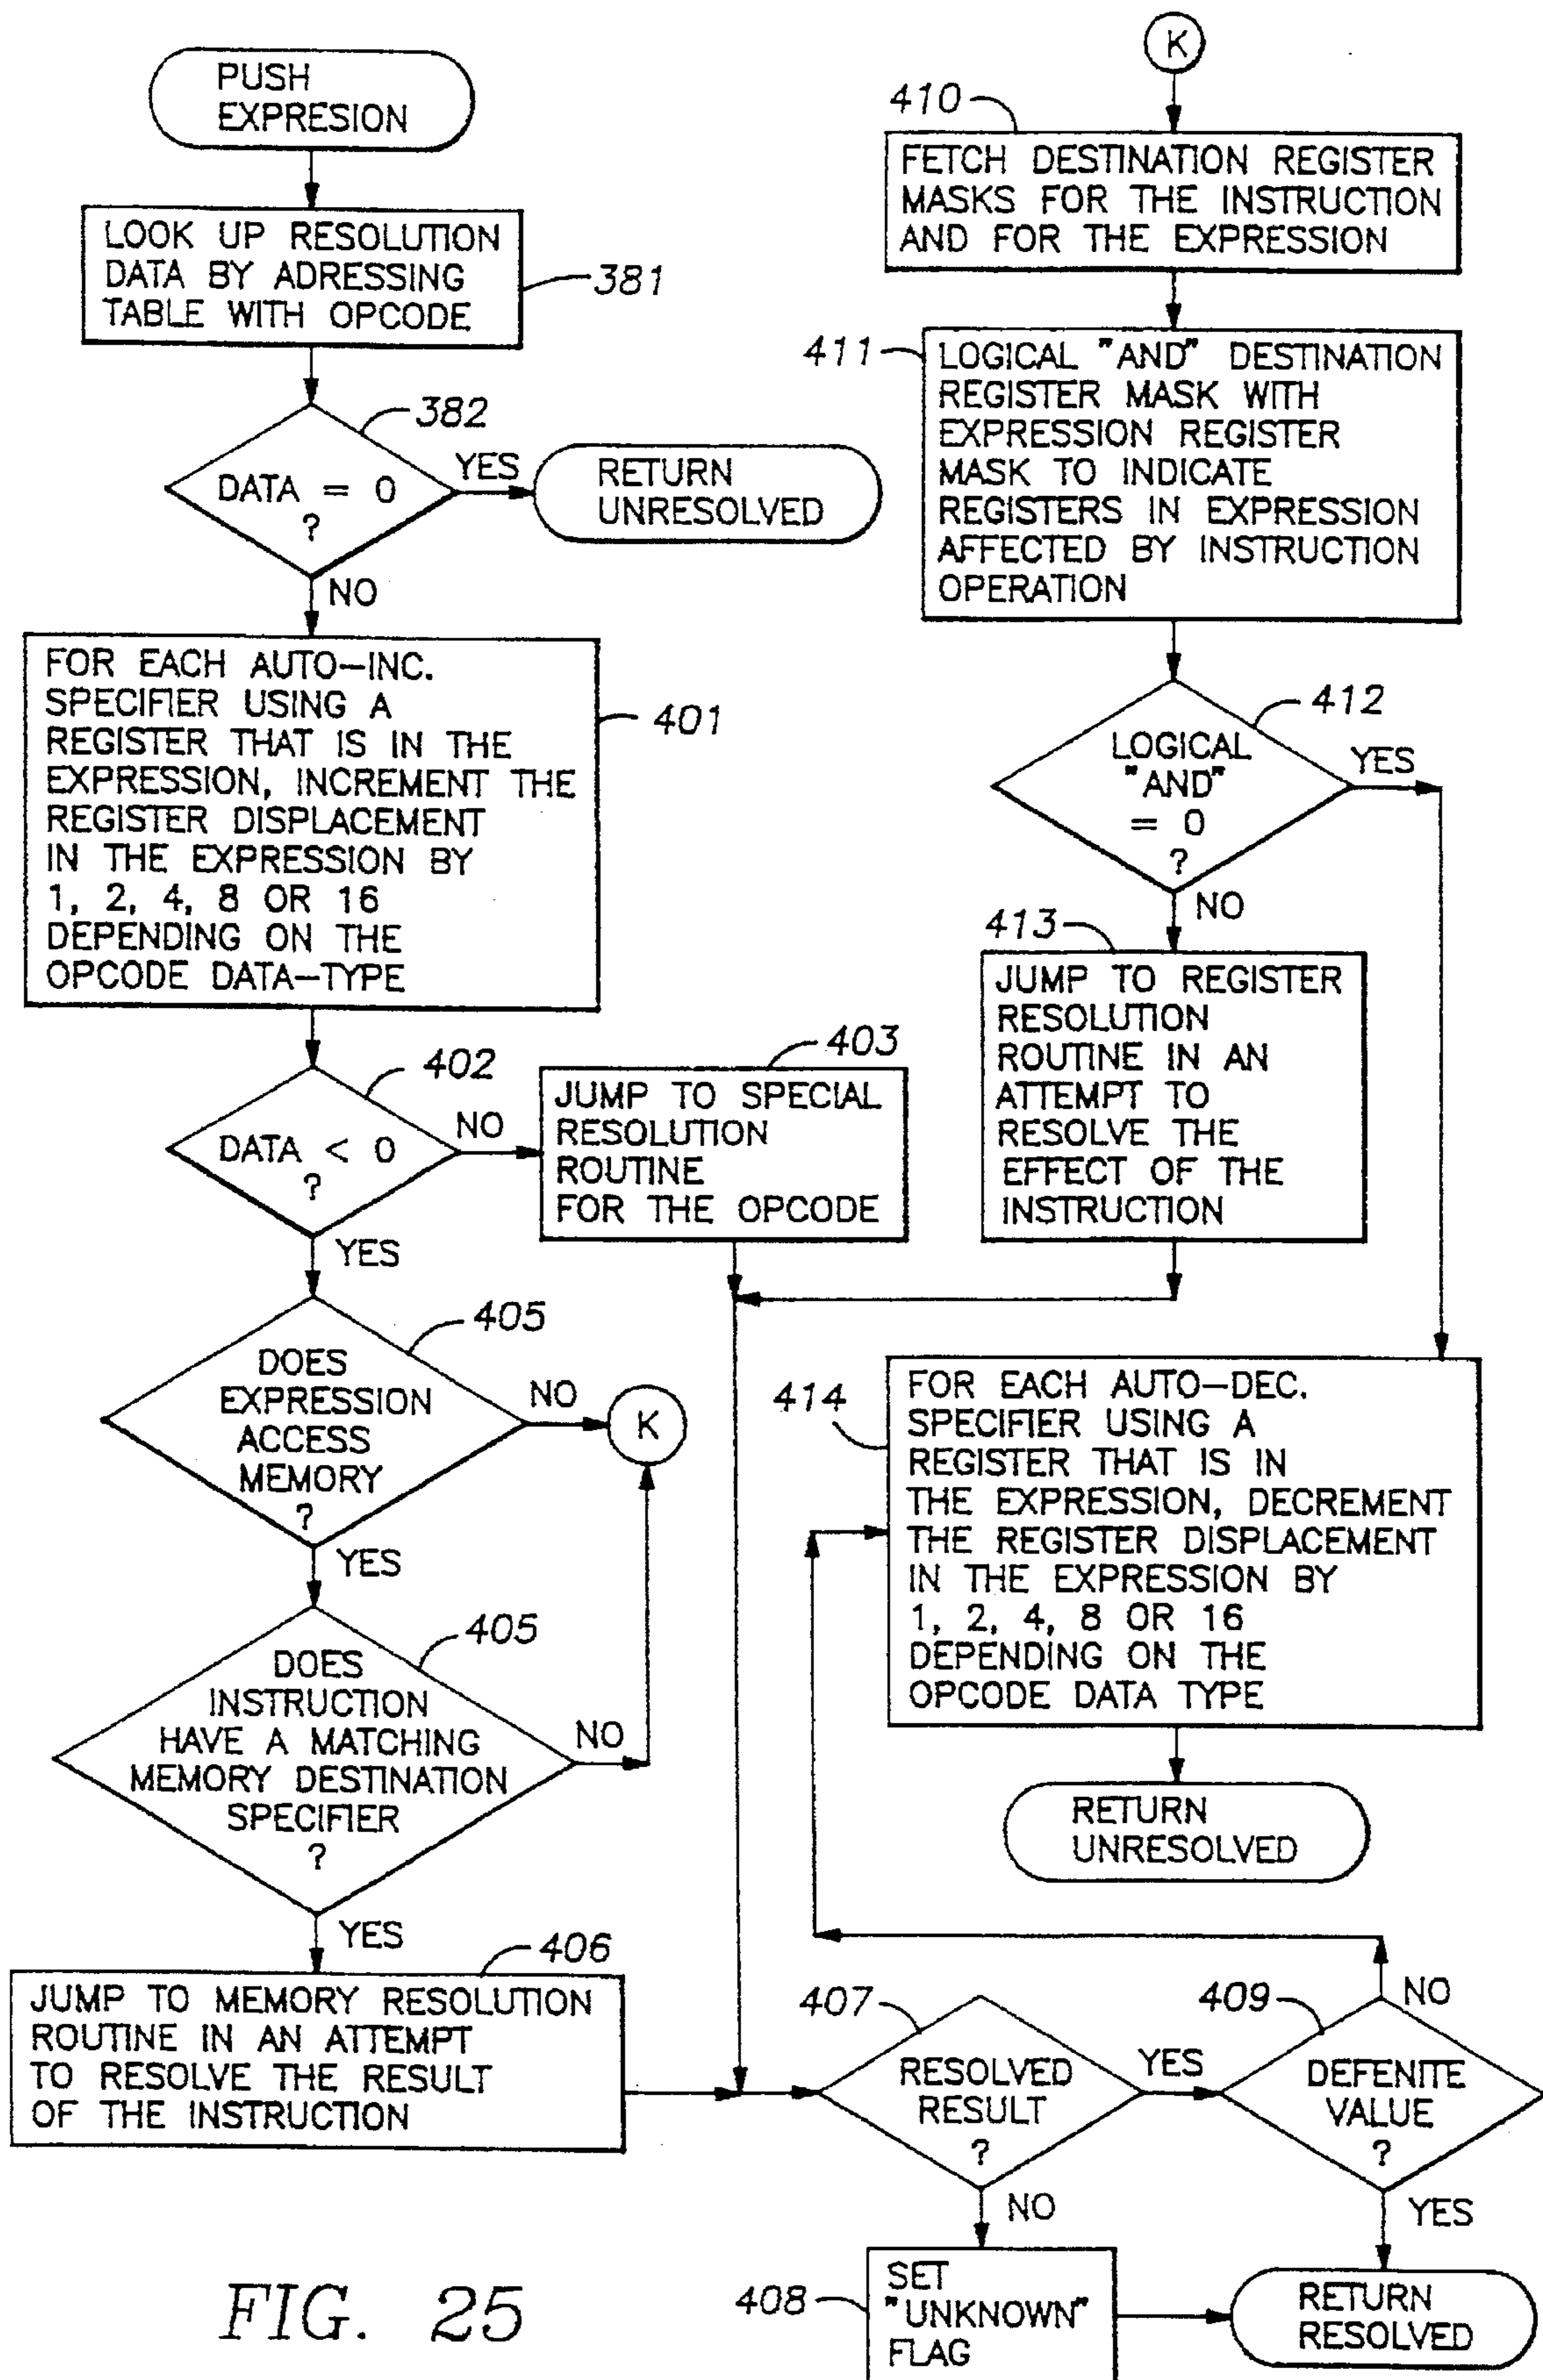 PUSH
EXPRESION
LOOK UP RESOLUTION
DATA BY ADRESSING
TABLE WITH OPCODE
381
382
DATA = 0
?
YES
RETURN
UNRESOLVED
NO
FOR EACH AUTO-INC.
SPECIFIER USING A
REGISTER THAT IS IN THE
EXPRESSION, INCREMENT THE
REGISTER DISPLACEMENT
IN THE EXPRESSION BY
1, 2, 4, 8 OR 16
DEPENDING ON THE
OPCODE DATA-TYPE
401
402
DATA < 0
?
NO
403
JUMP TO SPECIAL
RESOLUTION
ROUTINE
FOR THE OPCODE
YES
405
DOES
EXPRESSION
ACCESS
MEMORY
?
NO
K
YES
405
DOES
INSTRUCTION
HAVE A MATCHING
MEMORY DESTINATION
SPECIFIER
?
NO
YES
406
JUMP TO MEMORY RESOLUTION
ROUTINE IN AN ATTEMPT
TO RESOLVE THE RESULT
OF THE INSTRUCTION
K
410
FETCH DESTINATION REGISTER
MASKS FOR THE INSTRUCTION
AND FOR THE EXPRESSION
411
LOGICAL "AND" DESTINATION
REGISTER MASK WITH
EXPRESSION REGISTER
MASK TO INDICATE
REGISTERS IN EXPRESSION
AFFECTED BY INSTRUCTION
OPERATION
412
LOGICAL
"AND"
= 0
?
YES
NO
413
JUMP TO REGISTER
RESOLUTION
ROUTINE IN AN
ATTEMPT TO
RESOLVE THE
EFFECT OF THE
INSTRUCTION
414
FOR EACH AUTO-DEC.
SPECIFIER USING A
REGISTER THAT IS IN
THE EXPRESSION, DECREMENT
THE REGISTER DISPLACEMENT
IN THE EXPRESSION BY
1, 2, 4, 8 OR 16
DEPENDING ON THE
OPCODE DATA TYPE
RETURN
UNRESOLVED
407
RESOLVED
RESULT
?
YES
409
DEFENITE
VALUE
?
NO
YES
NO
408
SET
"UNKNOWN"
FLAG
RETURN
RESOLVED
FIG. 25